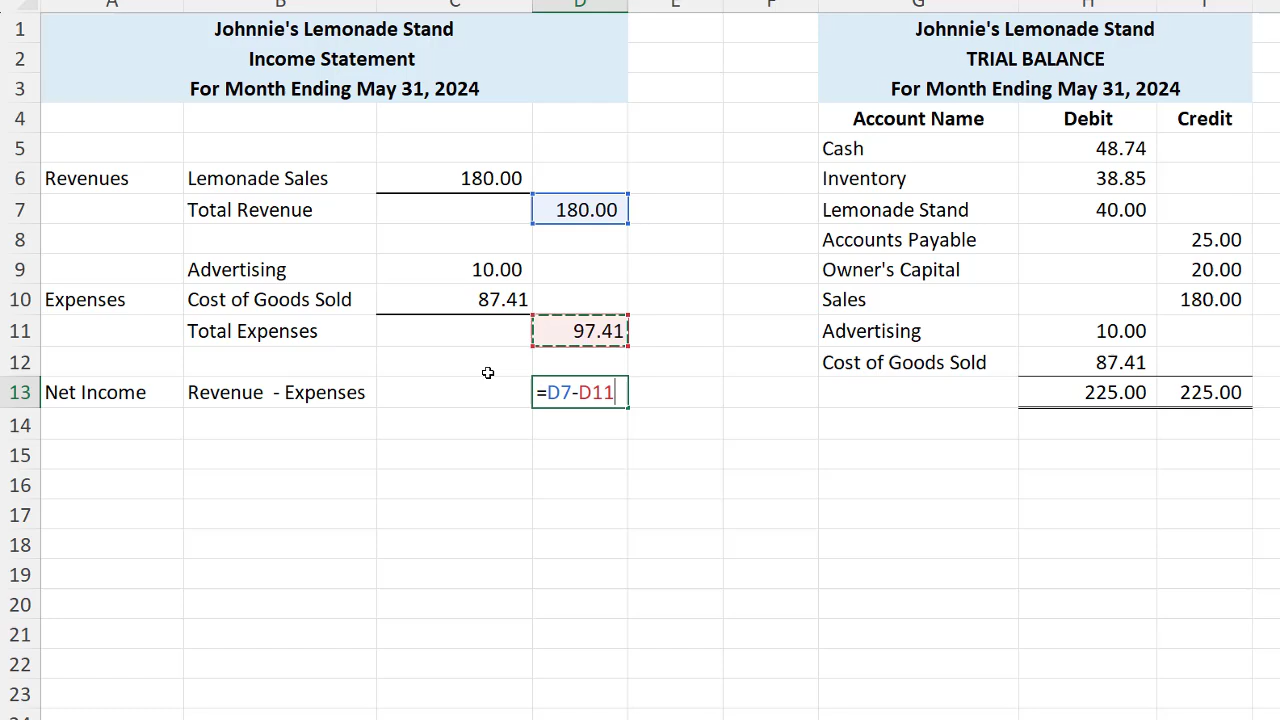 A B C D E F G H I
1 Johnnie's Lemonade Stand Johnnie's Lemonade Stand
2 Income Statement TRIAL BALANCE
3 For Month Ending May 31, 2024 For Month Ending May 31, 2024
4 Account Name Debit Credit
5 Cash 48.74
6 Revenues Lemonade Sales 180.00 Inventory 38.85
7 Total Revenue 180.00 Lemonade Stand 40.00
8 Accounts Payable 25.00
9 Advertising 10.00 Owner's Capital 20.00
10 Expenses Cost of Goods Sold 87.41 Sales 180.00
11 Total Expenses 97.41 Advertising 10.00
12 Cost of Goods Sold 87.41
13 Net Income Revenue  - Expenses =D7-D11 225.00 225.00
14
15
16
17
18
19
20
21
22
23
24